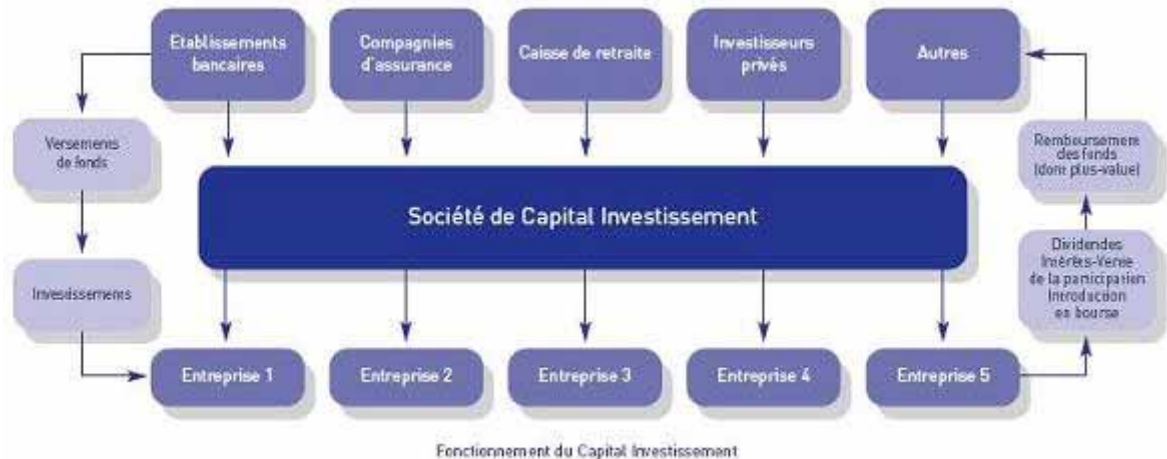 Etablissements
bancaires
Compagnies
d'assurance
Caisse de retraite
Investisseurs
privés
Autres
Versements
de fonds
Remboursement
des fonds
(dont plus-value)
Société de Capital Investissement
Investissements
Dividendes
Intérêts-Vente
de la participation
Introduction
en bourse
Entreprise 1
Entreprise 2
Entreprise 3
Entreprise 4
Entreprise 5
Fonctionnement du Capital Investissement